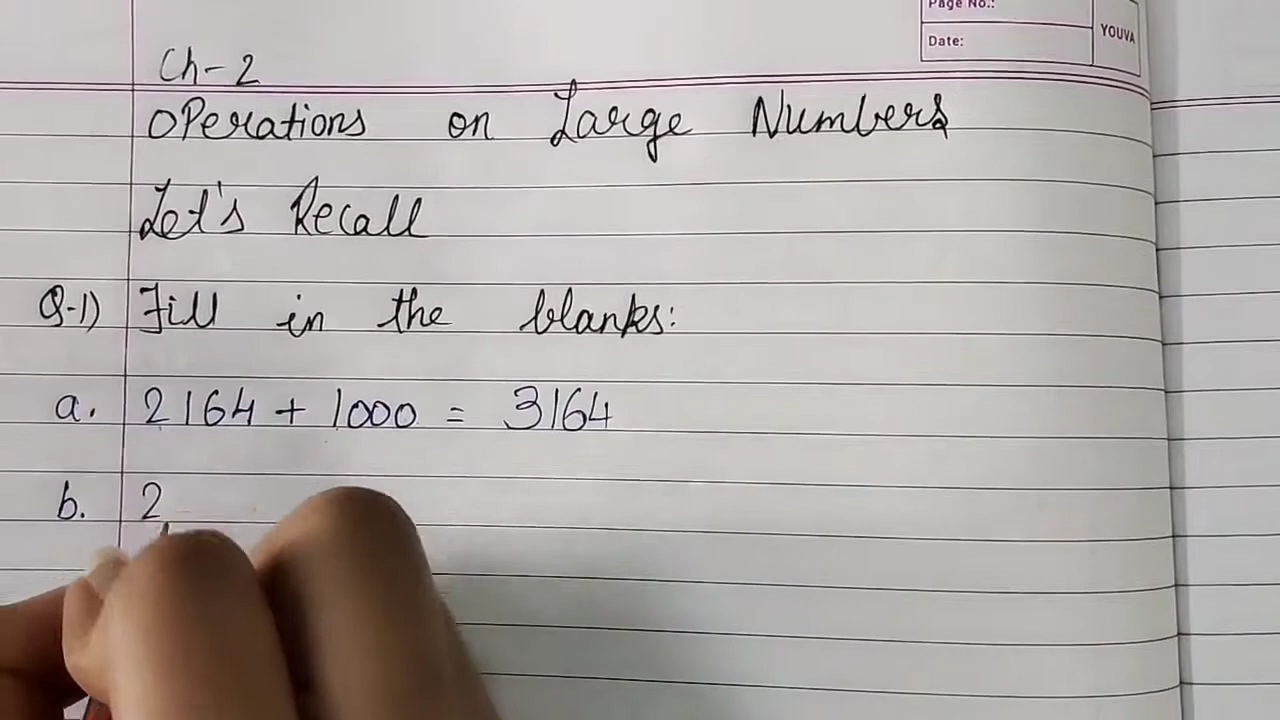 Page No.:
Date:
YOUVA
Ch-2
Operations on Large Numbers
Let's Recall
Q-1) Fill in the blanks:
a. 2164 + 1000 = 3164
b. 2